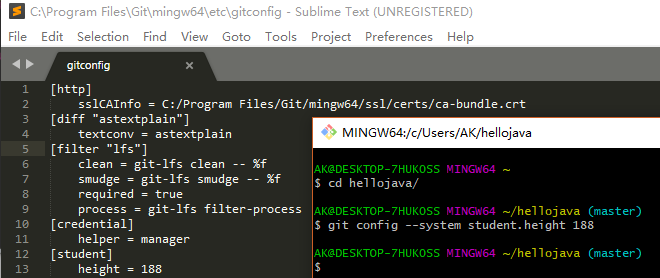 C:\Program Files\Git\mingw64\etc\gitconfig - Sublime Text (UNREGISTERED)
File Edit Selection Find View Goto Tools Project Preferences Help
gitconfig
1 [http]
2 sslCAInfo = C:/Program Files/Git/mingw64/ssl/certs/ca-bundle.crt
3 [diff "astextplain"]
4 textconv = astextplain
5 [filter "lfs"]
6 clean = git-lfs clean -- %f
7 smudge = git-lfs smudge -- %f
8 required = true
9 process = git-lfs filter-process
10 [credential]
11 helper = manager
12 [student]
13 height = 188
MINGW64:/c/Users/AK/hellojava
AK@DESKTOP-7HUKOSS MINGW64 ~
$ cd hellojava/
AK@DESKTOP-7HUKOSS MINGW64 ~/hellojava (master)
$ git config --system student.height 188
AK@DESKTOP-7HUKOSS MINGW64 ~/hellojava (master)
$